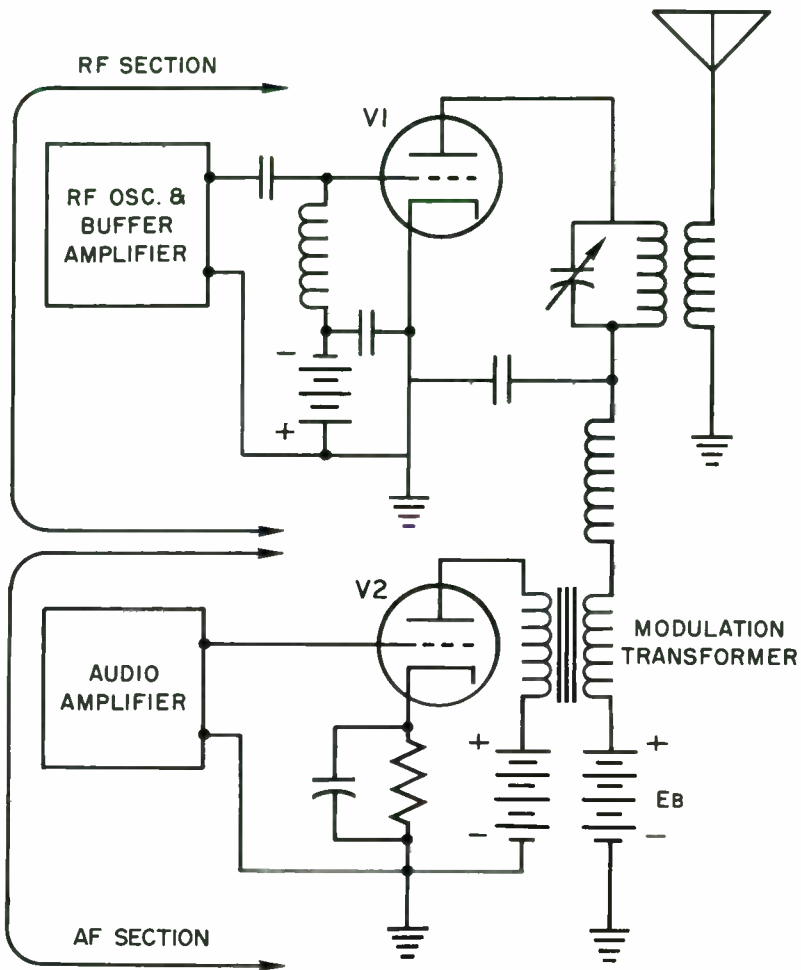 RF SECTION
V1
RF OSC. &
BUFFER
AMPLIFIER
-
+
V2
MODULATION
TRANSFORMER
AUDIO
AMPLIFIER
+
+
EB
-
-
AF SECTION